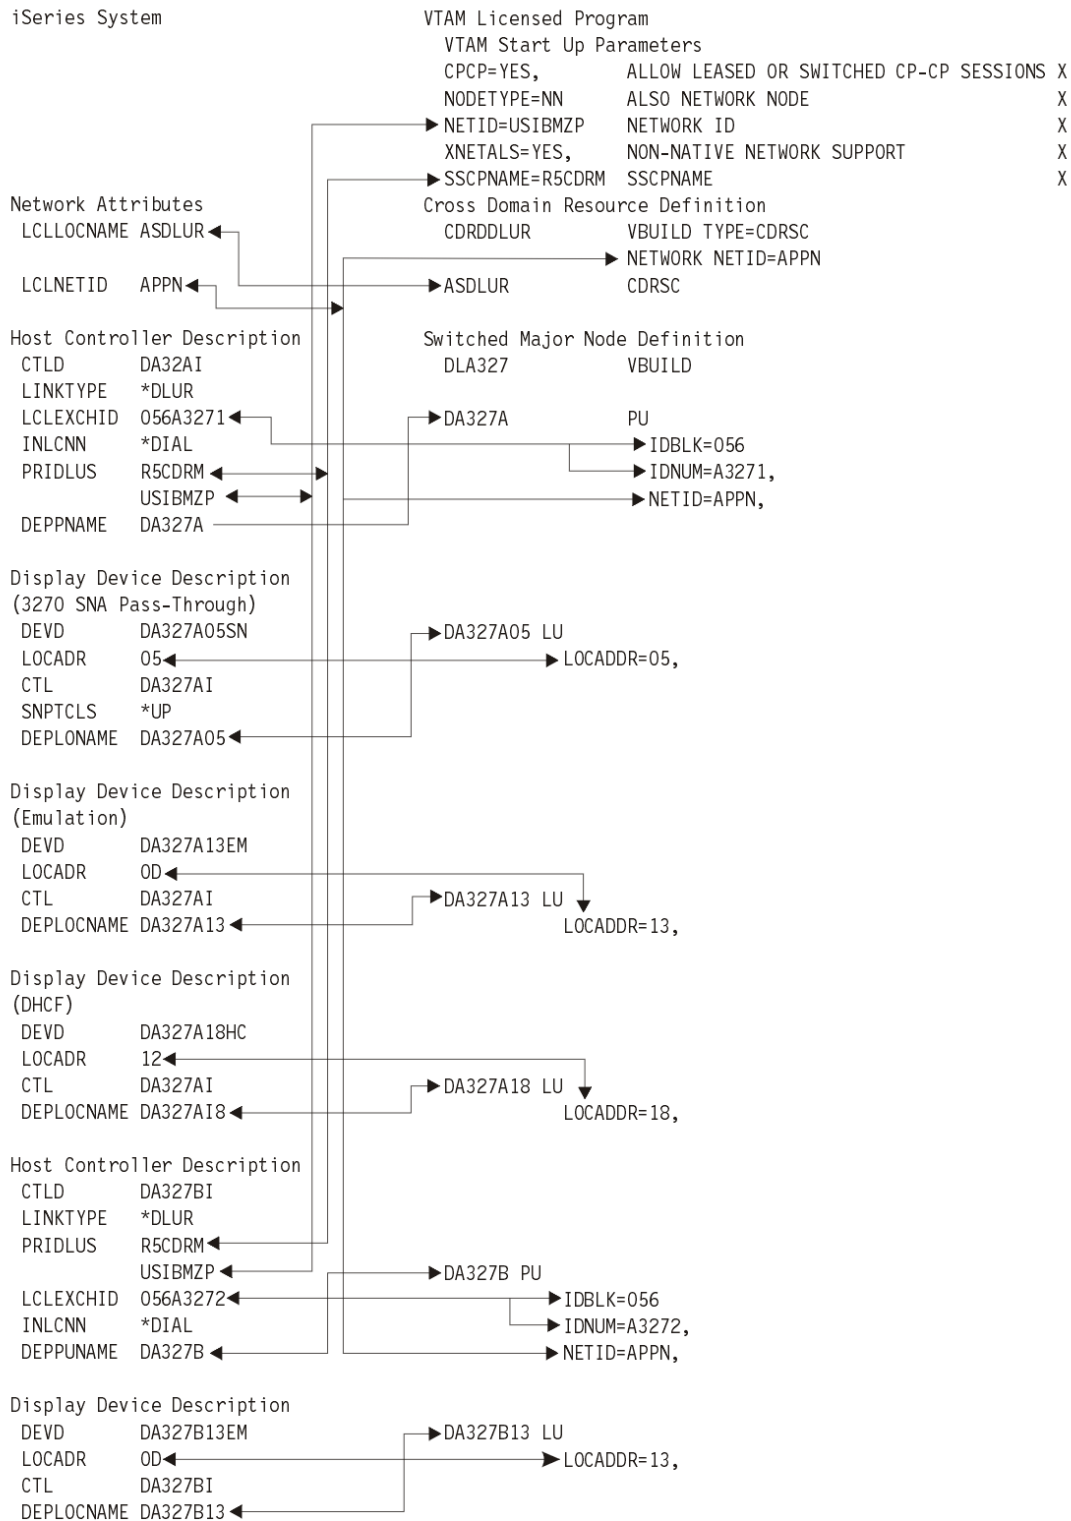 iSeries System VTAM Licensed Program
VTAM Start Up Parameters
CPCP=YES, ALLOW LEASED OR SWITCHED CP-CP SESSIONS X
NODETYPE=NN ALSO NETWORK NODE X
NETID=USIBMZP NETWORK ID X
XNETALS=YES, NON-NATIVE NETWORK SUPPORT X
SSCPNAME=R5CDRM SSCPNAME X
Network Attributes Cross Domain Resource Definition
LCLLOCNAME ASDLUR CDRDDLUR VBUILD TYPE=CDRSC
NETWORK NETID=APPN
LCLNETID APPN ASDLUR CDRSC
Host Controller Description Switched Major Node Definition
CTLD DA32AI DLA327 VBUILD
LINKTYPE *DLUR
LCLEXCHID 056A3271 DA327A PU
INLCNN *DIAL IDBLK=056
PRIDLUS R5CDRM IDNUM=A3271,
USIBMZP NETID=APPN,
DEPPNAME DA327A
Display Device Description
(3270 SNA Pass-Through)
DEVD DA327A05SN DA327A05 LU
LOCADR 05 LOCADDR=05,
CTL DA327AI
SNPTCLS *UP
DEPLONAME DA327A05
Display Device Description
(Emulation)
DEVD DA327A13EM
LOCADR 0D
CTL DA327AI DA327A13 LU
DEPLOCNAME DA327A13 LOCADDR=13,
Display Device Description
(DHCF)
DEVD DA327A18HC
LOCADR 12
CTL DA327AI DA327A18 LU
DEPLOCNAME DA327AI8 LOCADDR=18,
Host Controller Description
CTLD DA327BI
LINKTYPE *DLUR
PRIDLUS R5CDRM
USIBMZP DA327B PU
LCLEXCHID 056A3272 IDBLK=056
INLCNN *DIAL IDNUM=A3272,
DEPPUNAME DA327B NETID=APPN,
Display Device Description
DEVD DA327B13EM DA327B13 LU
LOCADR 0D LOCADDR=13,
CTL DA327BI
DEPLOCNAME DA327B13